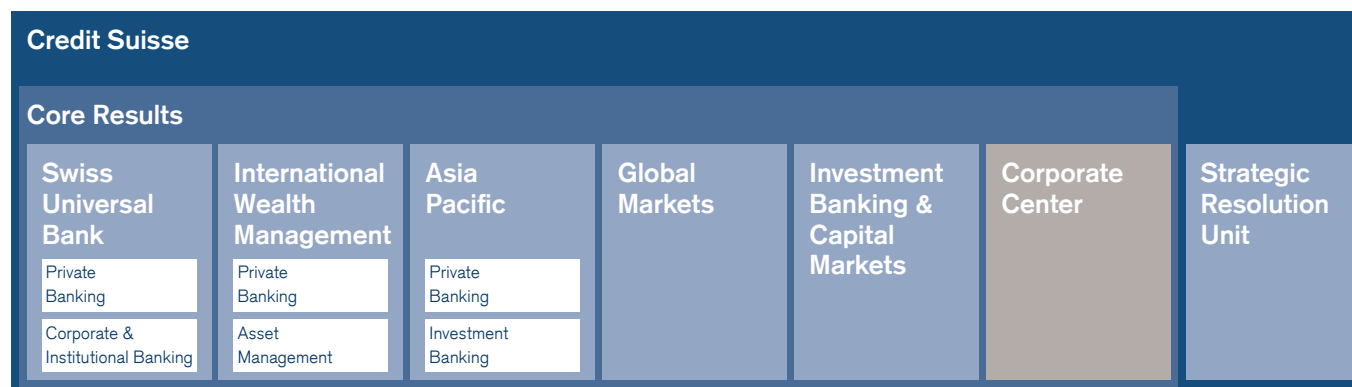 Credit Suisse
Core Results
Swiss
Universal
Bank
Private
Banking
Corporate &
Institutional Banking
International
Wealth
Management
Private
Banking
Asset
Management
Asia
Pacific
Private
Banking
Investment
Banking
Global
Markets
Investment
Banking &
Capital
Markets
Corporate
Center
Strategic
Resolution
Unit